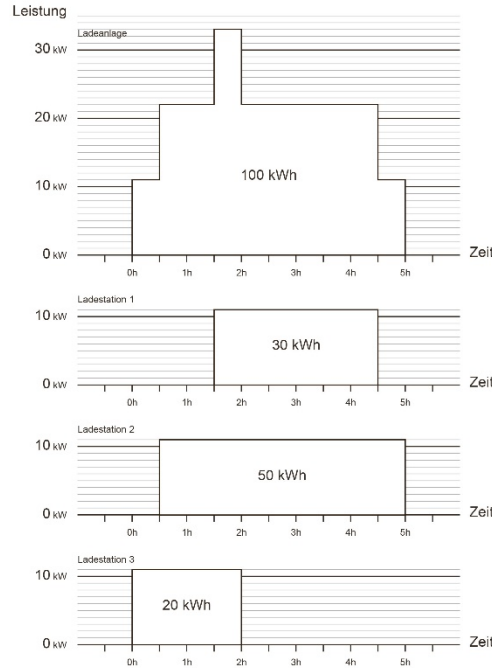 Leistung
Ladeanlage
30 kW
20 kW
100 kWh
10 kW
0 kW
Zeit
0h 1h 2h 3h 4h 5h
Ladestation 1
10 kW
30 kWh
0 kW
Zeit
0h 1h 2h 3h 4h 5h
Ladestation 2
10 kW
50 kWh
0 kW
Zeit
0h 1h 2h 3h 4h 5h
Ladestation 3
10 kW
20 kWh
0 kW
Zeit
0h 1h 2h 3h 4h 5h